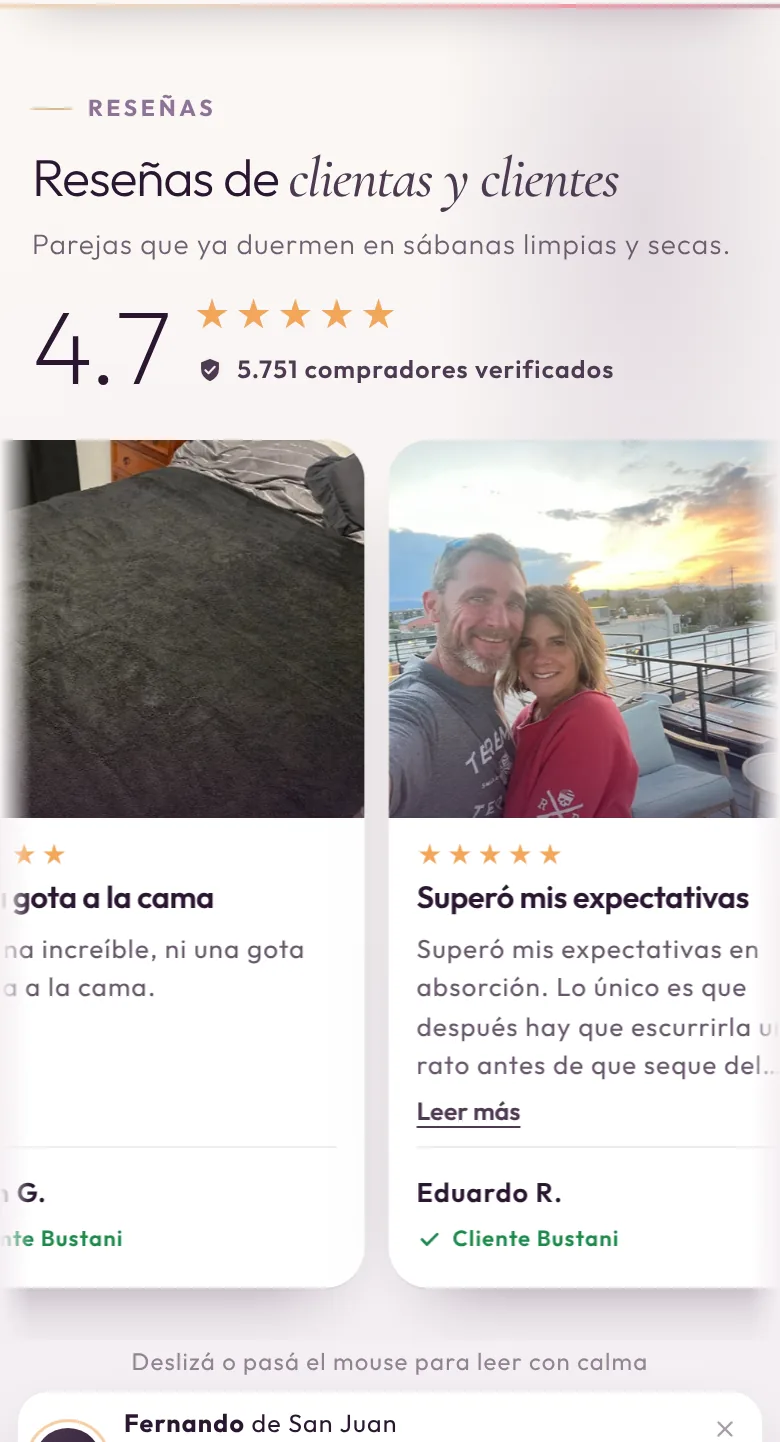 RESEÑAS
Reseñas de clientas y clientes
Parejas que ya duermen en sábanas limpias y secas.
4.7
5.751 compradores verificados
gota a la cama
increíble, ni una gota
a la cama.
G.
Bustani
Superó mis expectativas
Superó mis expectativas en
absorción. Lo único es que
después hay que escurrirla
rato antes de que seque del...
Leer más
Eduardo R.
Cliente Bustani
Deslizá o pasá el mouse para leer con calma
Fernando de San Juan